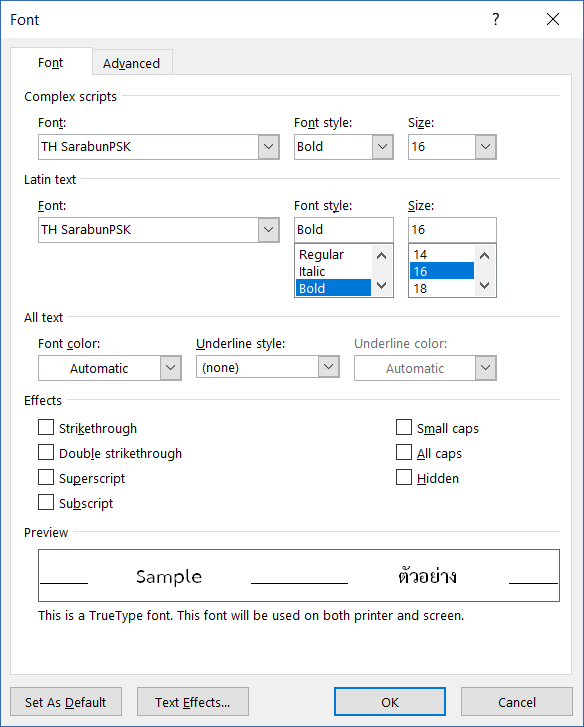 Font ?
Font Advanced
Complex scripts
Font: Font style: Size:
TH SarabunPSK Bold 16
Latin text
Font: Font style: Size:
TH SarabunPSK Bold 16
Regular 14
Italic 16
Bold 18
All text
Font color: Underline style: Underline color:
Automatic (none) Automatic
Effects
Strikethrough Small caps
Double strikethrough All caps
Superscript Hidden
Subscript
Preview
Sample ตัวอย่าง
This is a TrueType font. This font will be used on both printer and screen.
Set As Default Text Effects... OK Cancel